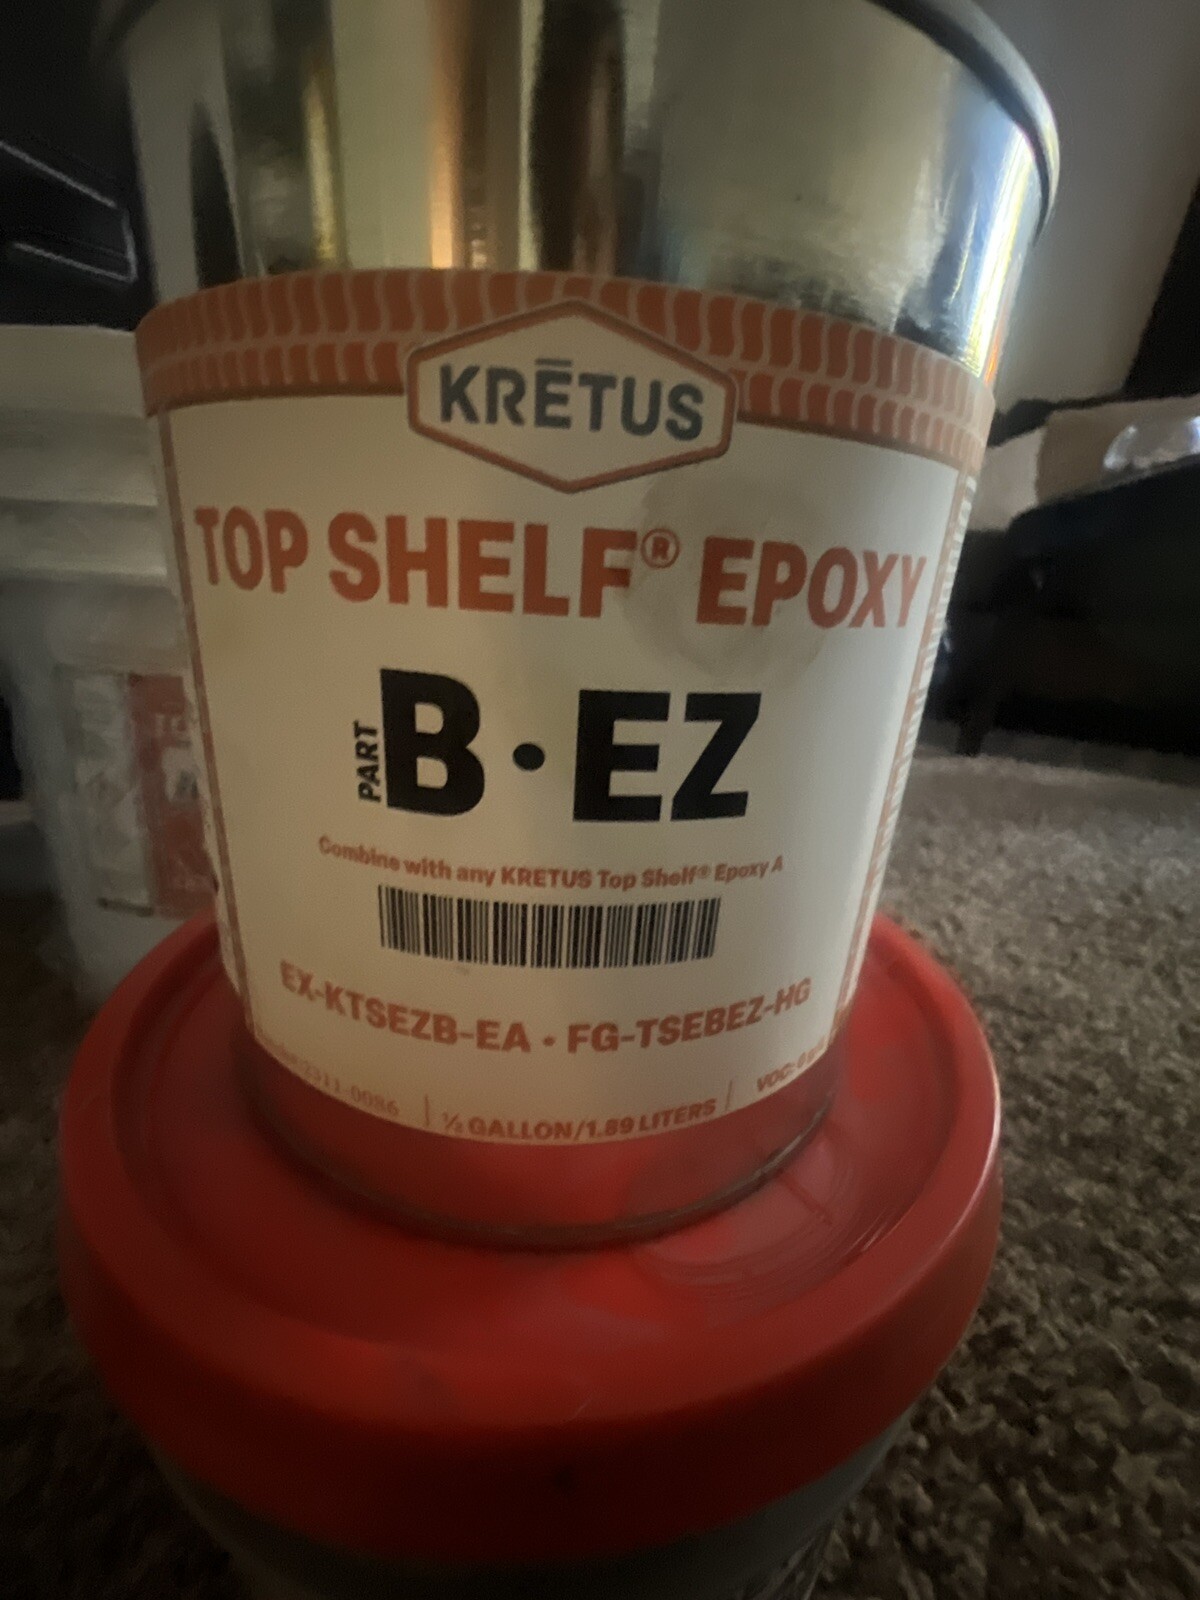 KRĒTUS
TOP SHELF® EPOXY
PART B·EZ
Combine with any KRETUS Top Shelf® Epoxy A
EX-KTSEZB-EA • FG-TSEBEZ-HG
½ GALLON/1.89 LITERS
VOC: